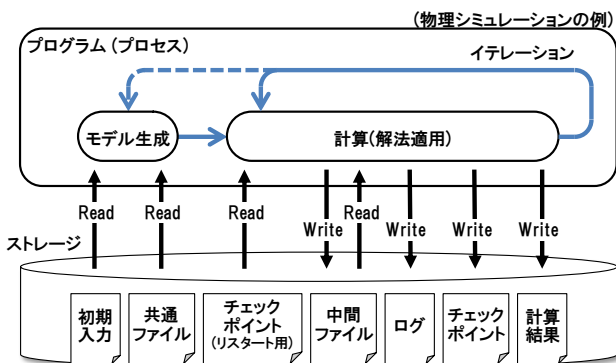 (物理シミュレーションの例)
プログラム(プロセス)
イテレーション
モデル生成
計算(解法適用)
Read
Read
Read
Write
Read
Write
Write
Write
ストレージ
初期
入力
共通
ファイル
チェック
ポイント
(リスタート用)
中間
ファイル
ログ
チェック
ポイント
計算
結果